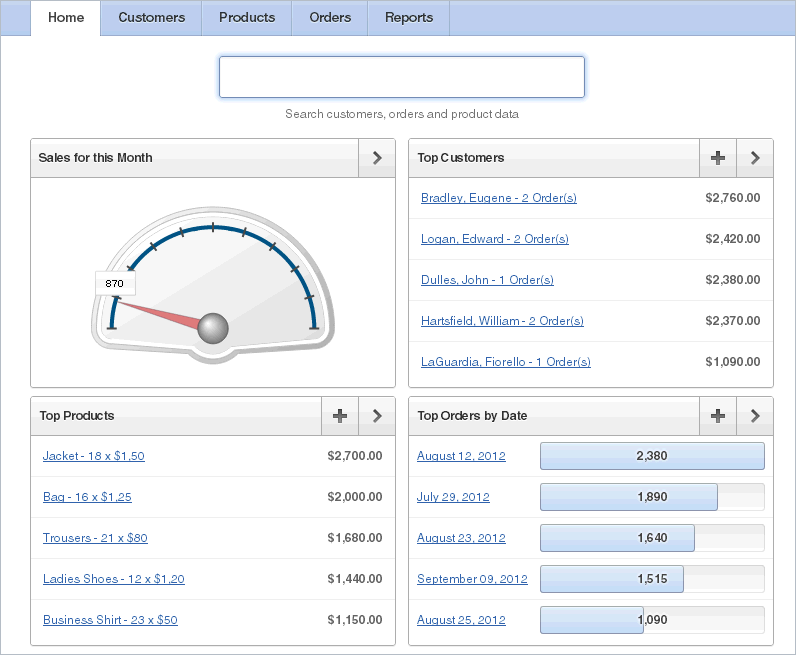 Home Customers Products Orders Reports
Search customers, orders and product data
Sales for this Month
870
Top Customers
Bradley, Eugene - 2 Order(s) $2,760.00
Logan, Edward - 2 Order(s) $2,420.00
Dulles, John - 1 Order(s) $2,380.00
Hartsfield, William - 2 Order(s) $2,370.00
LaGuardia, Fiorello - 1 Order(s) $1,090.00
Top Products
Jacket - 18 x $1,50 $2,700.00
Bag - 16 x $1,25 $2,000.00
Trousers - 21 x $80 $1,680.00
Ladies Shoes - 12 x $1,20 $1,440.00
Business Shirt - 23 x $50 $1,150.00
Top Orders by Date
August 12, 2012 2,380
July 29, 2012 1,890
August 23, 2012 1,640
September 09, 2012 1,515
August 25, 2012 1,090